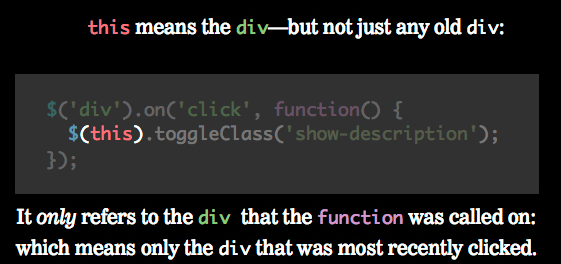 this means the div—but not just any old div:
$('div').on('click', function() {
$(this).toggleClass('show-description');
});
It only refers to the div that the function was called on:
which means only the div that was most recently clicked.